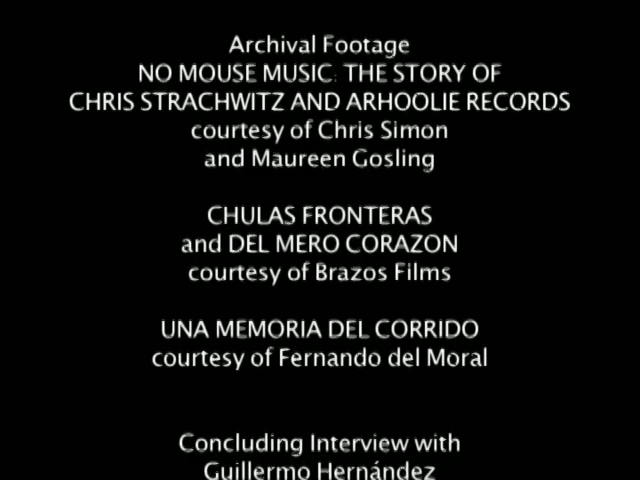 Archival Footage
NO MOUSE MUSIC: THE STORY OF
CHRIS STRACHWITZ AND ARHOOLIE RECORDS
courtesy of Chris Simon
and Maureen Gosling
CHULAS FRONTERAS
and DEL MERO CORAZON
courtesy of Brazos Films
UNA MEMORIA DEL CORRIDO
courtesy of Fernando del Moral
Concluding Interview with
Guillermo Hernández